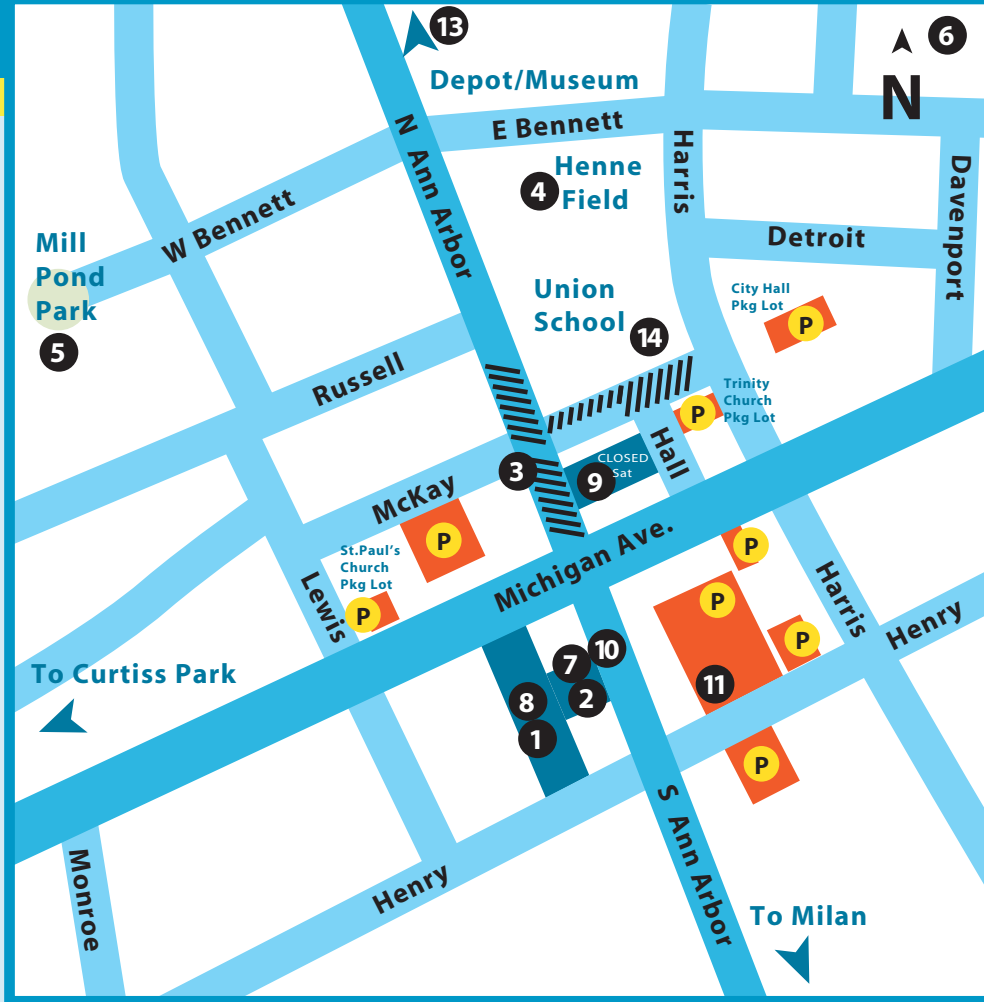 13
6
N
Depot/Museum
E Bennett
N Ann Arbor
Harris
Davenport
4
Henne
Field
W Bennett
Detroit
Mill
Pond
Park
5
Union
School
14
City Hall
Pkg Lot
P
Russell
Trinity
Church
Pkg Lot
P
Hall
CLOSED
Sat
3
9
McKay
P
St.Paul's
Church
Pkg Lot
P
Michigan Ave.
P
Lewis
P
Harris
Henry
P
To Curtiss Park
10
7
2
8
1
11
P
S Ann Arbor
Monroe
Henry
To Milan